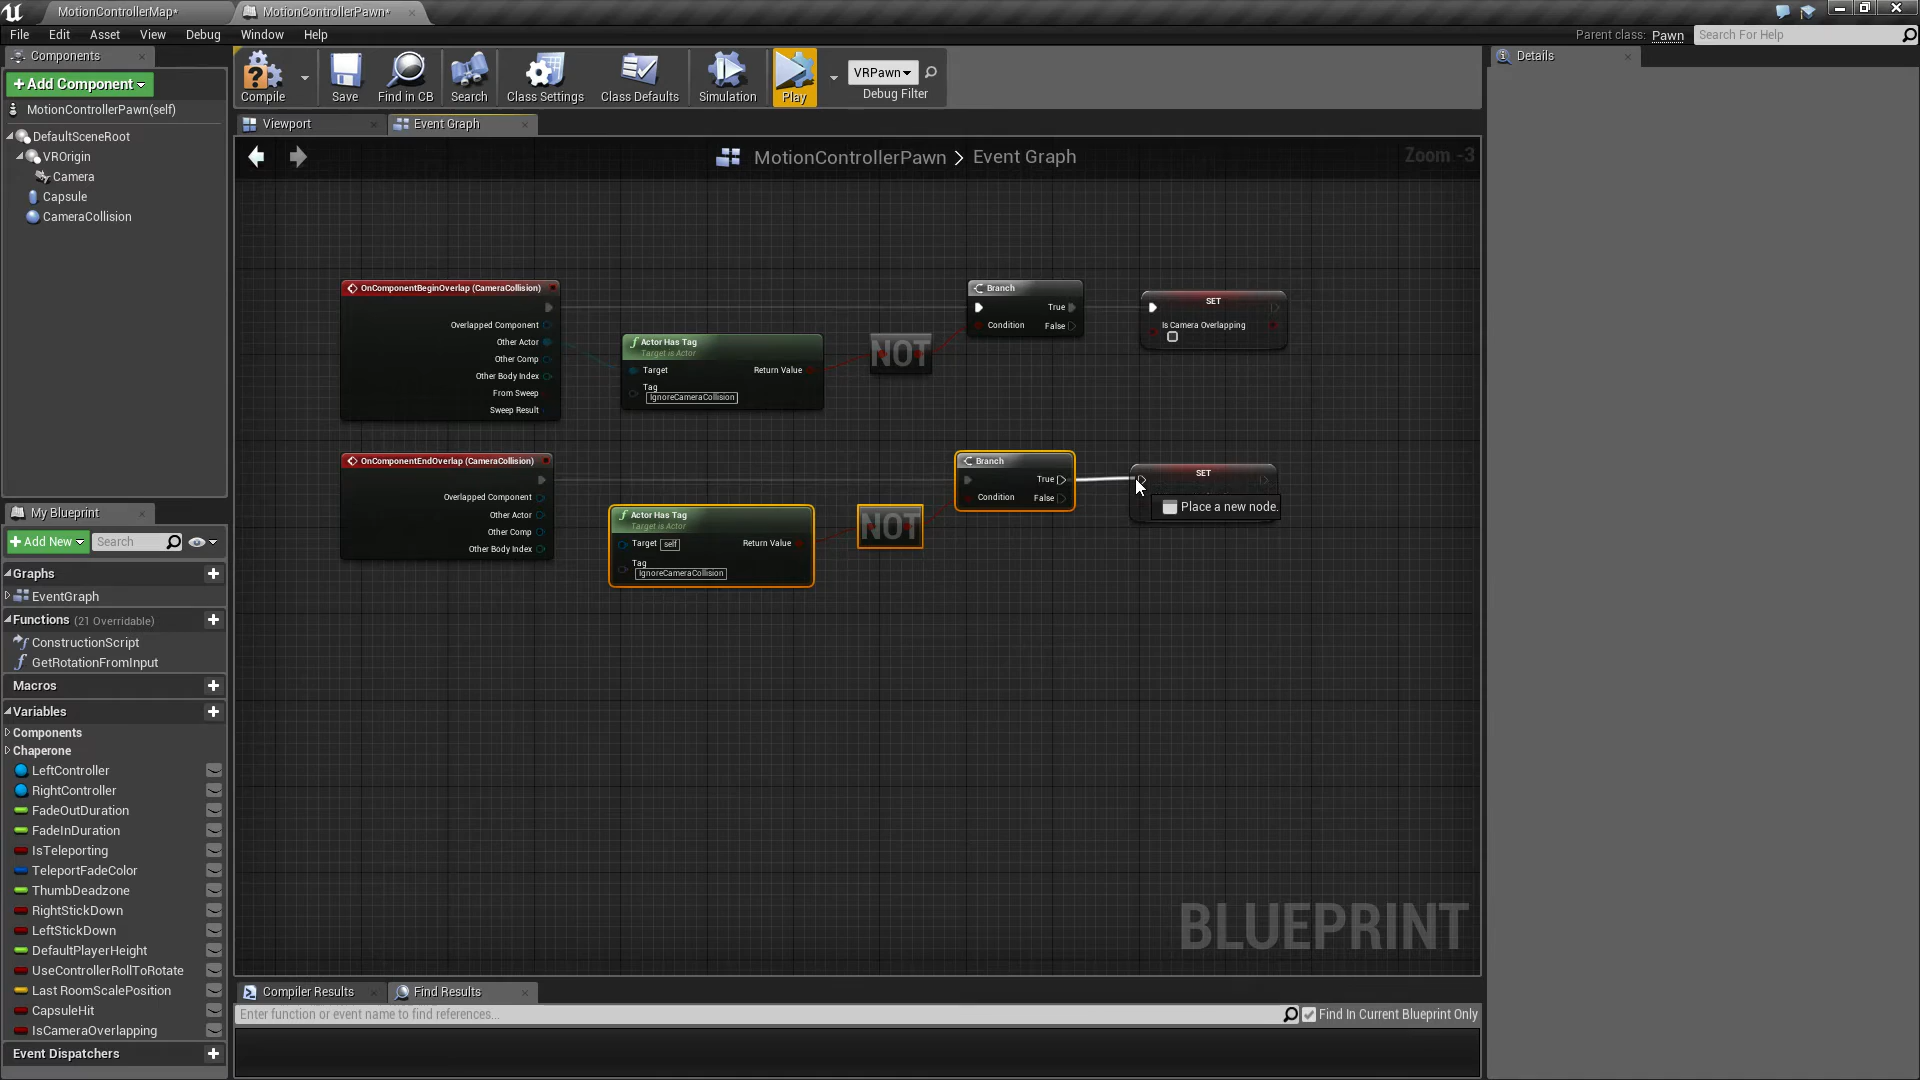 MotionControllerMap*
MotionControllerPawn*
File Edit Asset View Debug Window Help
Parent class: Pawn
Search For Help
Components
+Add Component
MotionControllerPawn(self)
DefaultSceneRoot
VROrigin
Camera
Capsule
CameraCollision
Compile
Save
Find in CB
Search
Class Settings
Class Defaults
Simulation
Play
VRPawn
Debug Filter
Details
Viewport
Event Graph
MotionControllerPawn > Event Graph
Zoom -3
OnComponentBeginOverlap (CameraCollision)
Overlapped Component
Other Actor
Other Comp
Other Body Index
From Sweep
Sweep Result
Actor Has Tag
Target is Actor
Target
Return Value
Tag
IgnoreCameraCollision
NOT
Branch
True
Condition
False
SET
Is Camera Overlapping
OnComponentEndOverlap (CameraCollision)
Overlapped Component
Other Actor
Other Comp
Other Body Index
Actor Has Tag
Target is Actor
Target self
Return Value
Tag
IgnoreCameraCollision
NOT
Branch
True
Condition
False
SET
Place a new node.
BLUEPRINT
My Blueprint
+Add New
Search
Graphs
EventGraph
Functions (21 Overridable)
ConstructionScript
GetRotationFromInput
Macros
Variables
Components
Chaperone
LeftController
RightController
FadeOutDuration
FadeInDuration
IsTeleporting
TeleportFadeColor
ThumbDeadzone
RightStickDown
LeftStickDown
DefaultPlayerHeight
UseControllerRollToRotate
Last RoomScalePosition
CapsuleHit
IsCameraOverlapping
Event Dispatchers
Compiler Results
Find Results
Enter function or event name to find references...
Find In Current Blueprint Only